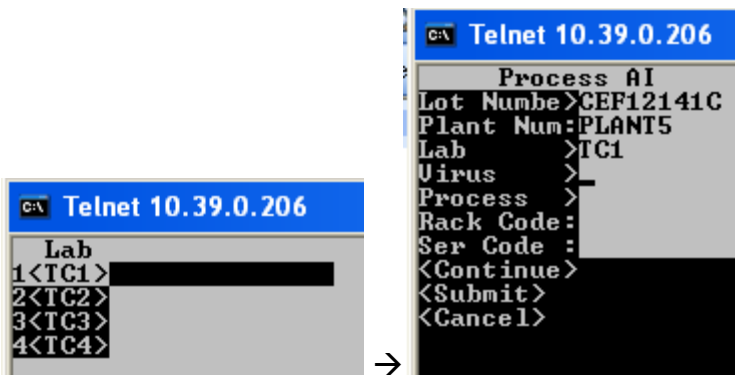 Telnet 10.39.0.206
Lab
1<TC1>
2<TC2>
3<TC3>
4<TC4>
→
Telnet 10.39.0.206
Process AI
Lot Numbe>CEF12141C
Plant Num:PLANT5
Lab >TC1
Virus >_
Process >
Rack Code:
Ser Code :
<Continue>
<Submit>
<Cancel>